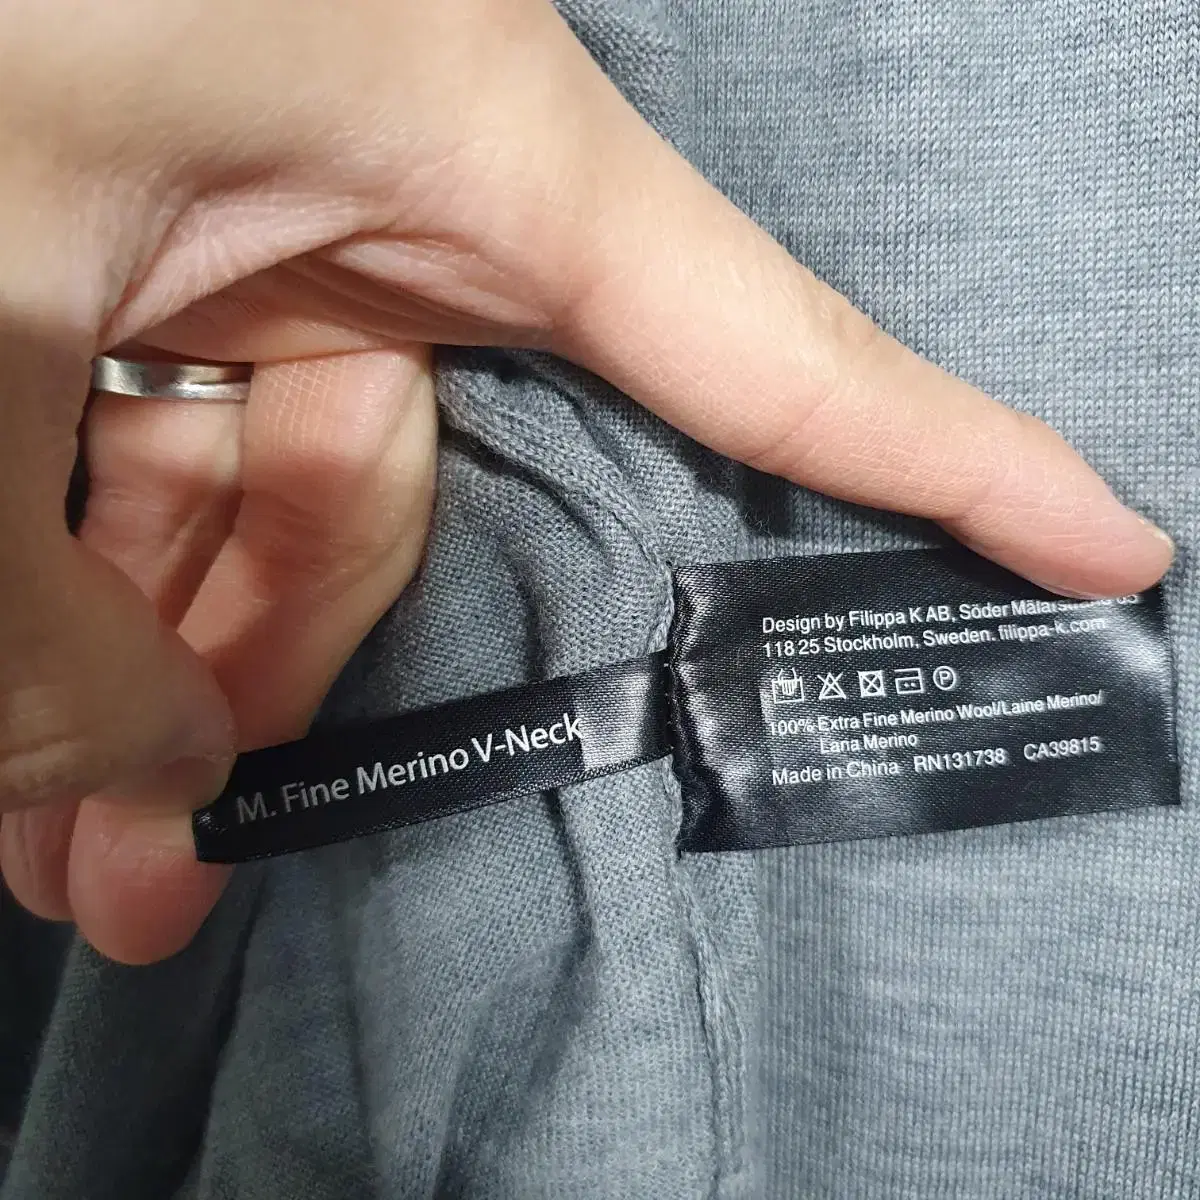 M. Fine Merino V-Neck
Design by Filippa K AB, Söder
118 25 Stockholm, Sweden. filippa-k.com
P
100% Extra Fine Merino Wool/Laine Merino/
Lana Merino
Made in China RN131738 CA39815